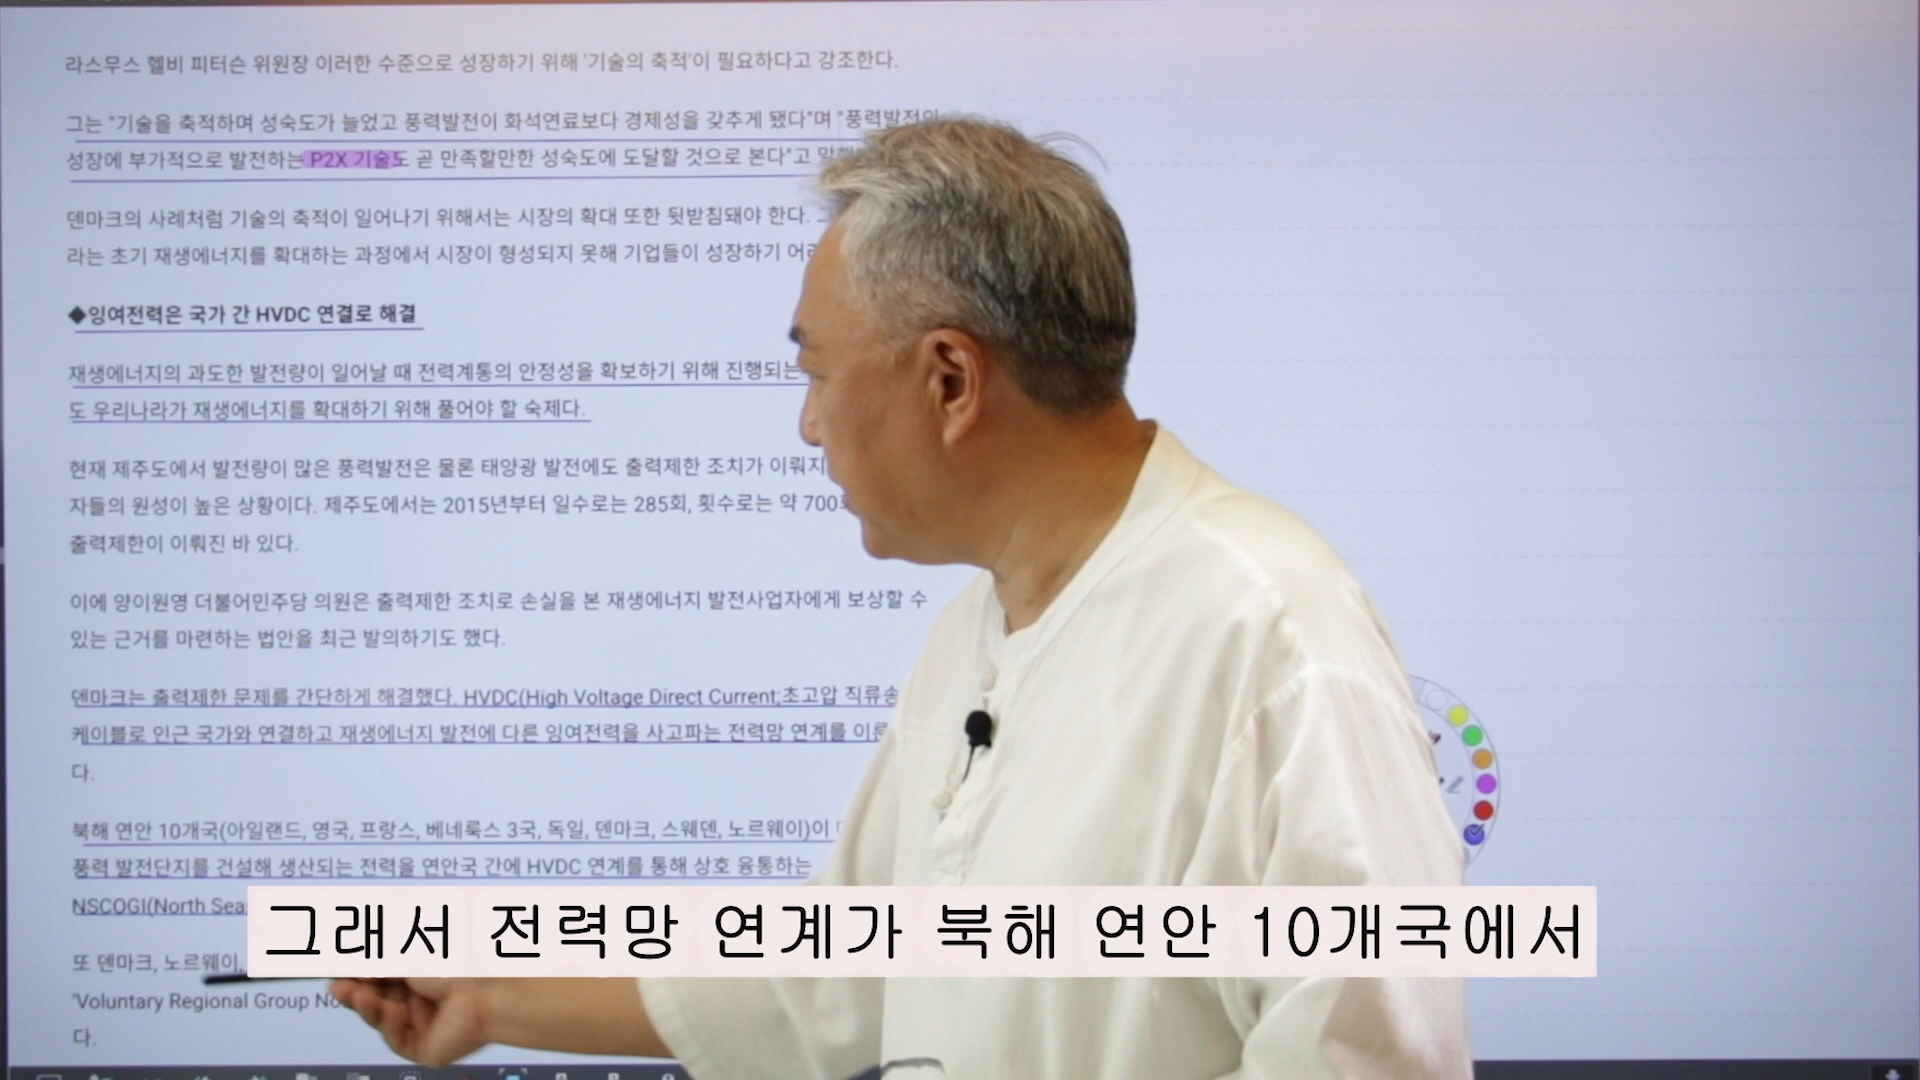 라스무스 헬비 피터슨 위원장 이러한 수준으로 성장하기 위해 '기술의 축적'이 필요하다고 강조한다.
그는 "기술을 축적하며 성숙도가 늘었고 풍력발전이 화석연료보다 경제성을 갖추게 됐다"며 "풍력발전의
성장에 부가적으로 발전하는 P2X 기술도 곧 만족할만한 성숙도에 도달할 것으로 본다"고
덴마크의 사례처럼 기술의 축적이 일어나기 위해서는 시장의 확대 또한 뒷받침돼야 한다.
라는 초기 재생에너지를 확대하는 과정에서 시장이 형성되지 못해 기업들이 성장하기
◆잉여전력은 국가 간 HVDC 연결로 해결
재생에너지의 과도한 발전량이 일어날 때 전력계통의 안정성을 확보하기 위해 진행되는
도 우리나라가 재생에너지를 확대하기 위해 풀어야 할 숙제다.
현재 제주도에서 발전량이 많은 풍력발전은 물론 태양광 발전에도 출력제한 조치가
자들의 원성이 높은 상황이다. 제주도에서는 2015년부터 일수로는 285회, 횟수로는 약
출력제한이 이뤄진 바 있다.
이에 양이원영 더불어민주당 의원은 출력제한 조치로 손실을 본 재생에너지 발전사업자에게 보상할 수
있는 근거를 마련하는 법안을 최근 발의하기도 했다.
덴마크는 출력제한 문제를 간단하게 해결했다. HVDC(High Voltage Direct Current;초고압 직류송
케이블로 인근 국가와 연결하고 재생에너지 발전에 다른 잉여전력을 사고파는 전력망 연계를
다.
북해 연안 10개국(아일랜드, 영국, 프랑스, 베네룩스 3국, 독일, 덴마크, 스웨덴, 노르웨이)이
풍력 발전단지를 건설해 생산되는 전력을 연안국 간에 HVDC 연계를 통해 상호 융통하는
NSCOGI(North Sea
그래서 전력망 연계가 북해 연안 10개국에서
또 덴마크, 노르웨이,
'Voluntary Regional Group
다.